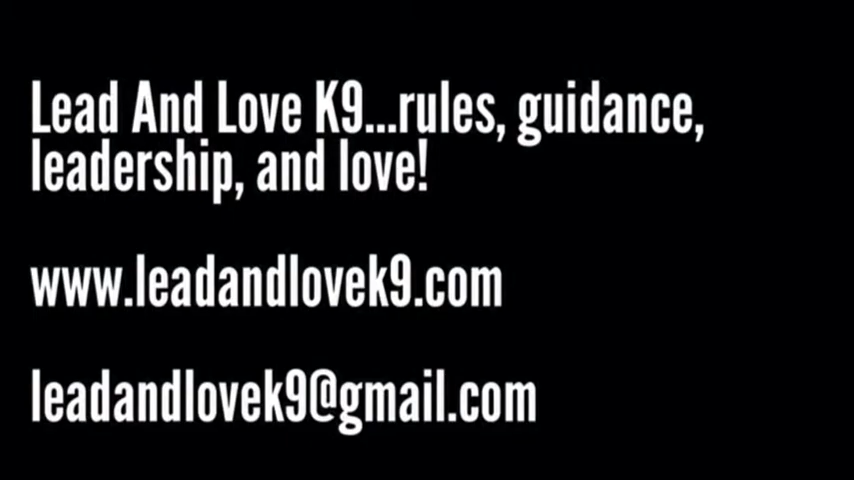 Lead And Love K9...rules, guidance,
leadership, and love!
www.leadandlovek9.com
leadandlovek9@gmail.com